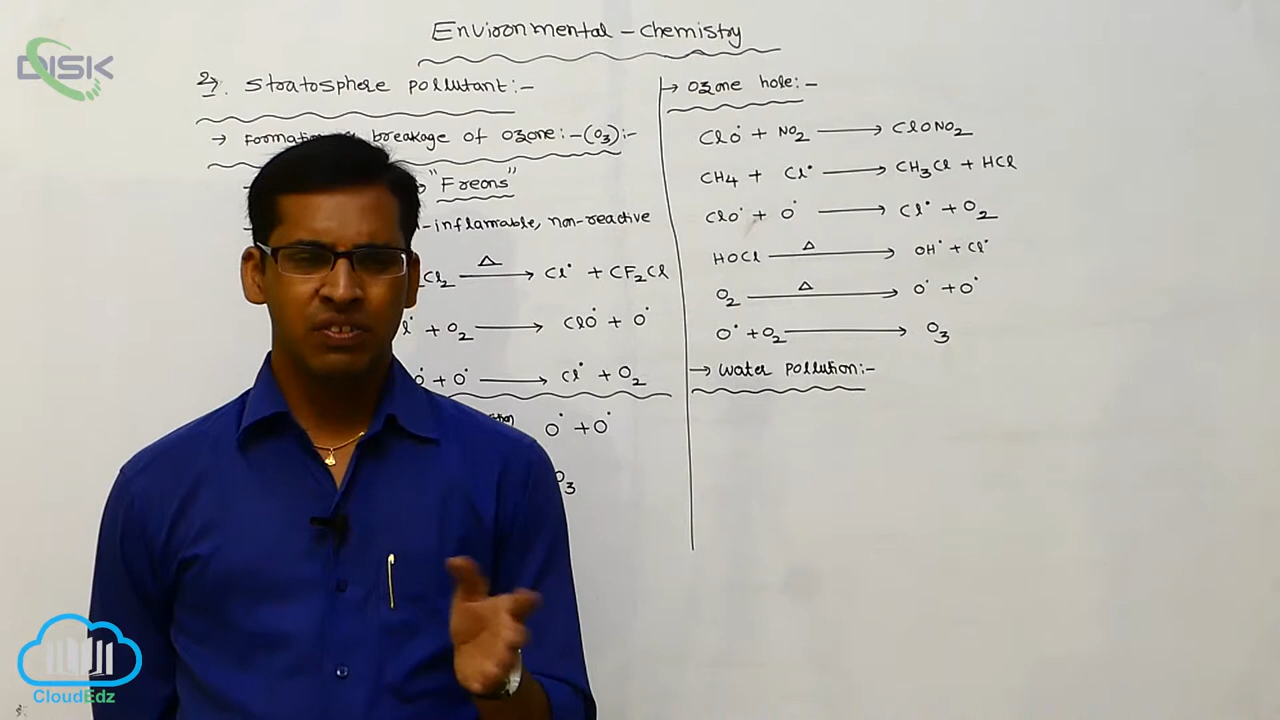 Environmental - chemistry
DISK
2→. Stratosphere pollutant:-
→ Formation breakage of Ozone:-(O3):-
"Freons"
-inflammable, non-reactive
Cl2 —Δ→ Cl• + CF2Cl
+ O2 ⟶ ClO• + O•
+ O• ⟶ Cl• + O2
O• + O•
O3
→ Ozone hole:-
ClO• + NO2 ⟶ ClONO2
CH4 + Cl• ⟶ CH3Cl + HCl
ClO• + O• ⟶ Cl• + O2
HOCl —Δ→ OH• + Cl•
O2 —Δ→ O• + O•
O• + O2 ⟶ O3
→ Water pollution:-
CloudEdz